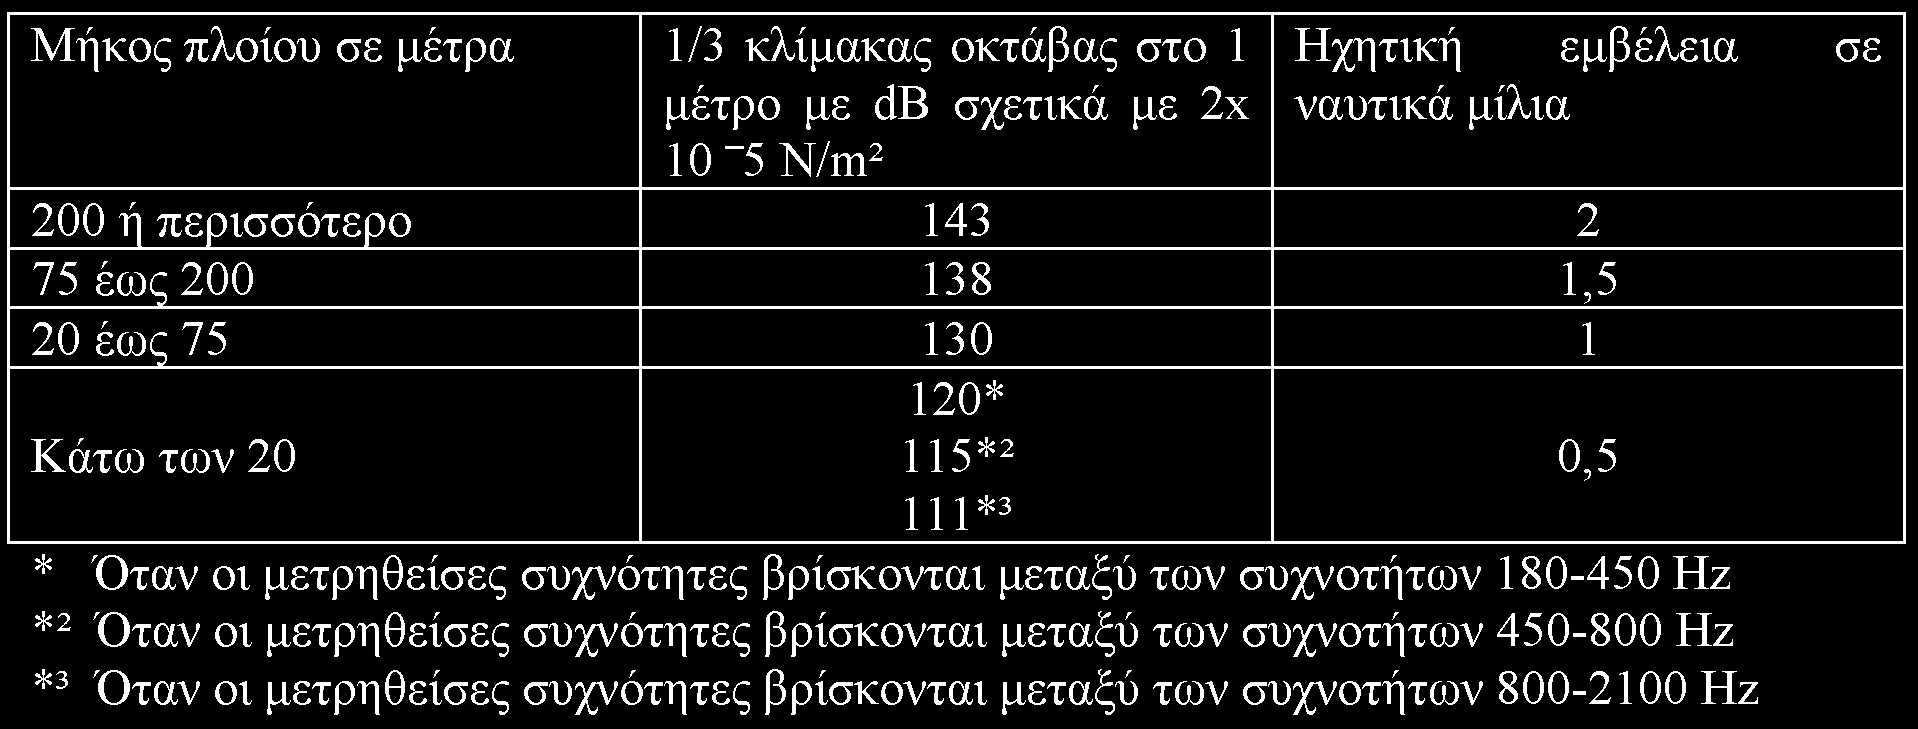 Μήκος πλοίου σε μέτρα
1/3 κλίμακας οκτάβας στο 1
μέτρο με dB σχετικά με 2x
10 ‾5 N/m²
Ηχητική εμβέλεια σε
ναυτικά μίλια
200 ή περισσότερο 143 2
75 έως 200 138 1,5
20 έως 75 130 1
Κάτω των 20
120*
115*²
111*³
0,5
* Όταν οι μετρηθείσες συχνότητες βρίσκονται μεταξύ των συχνοτήτων 180-450 Hz
*² Όταν οι μετρηθείσες συχνότητες βρίσκονται μεταξύ των συχνοτήτων 450-800 Hz
*³ Όταν οι μετρηθείσες συχνότητες βρίσκονται μεταξύ των συχνοτήτων 800-2100 Hz